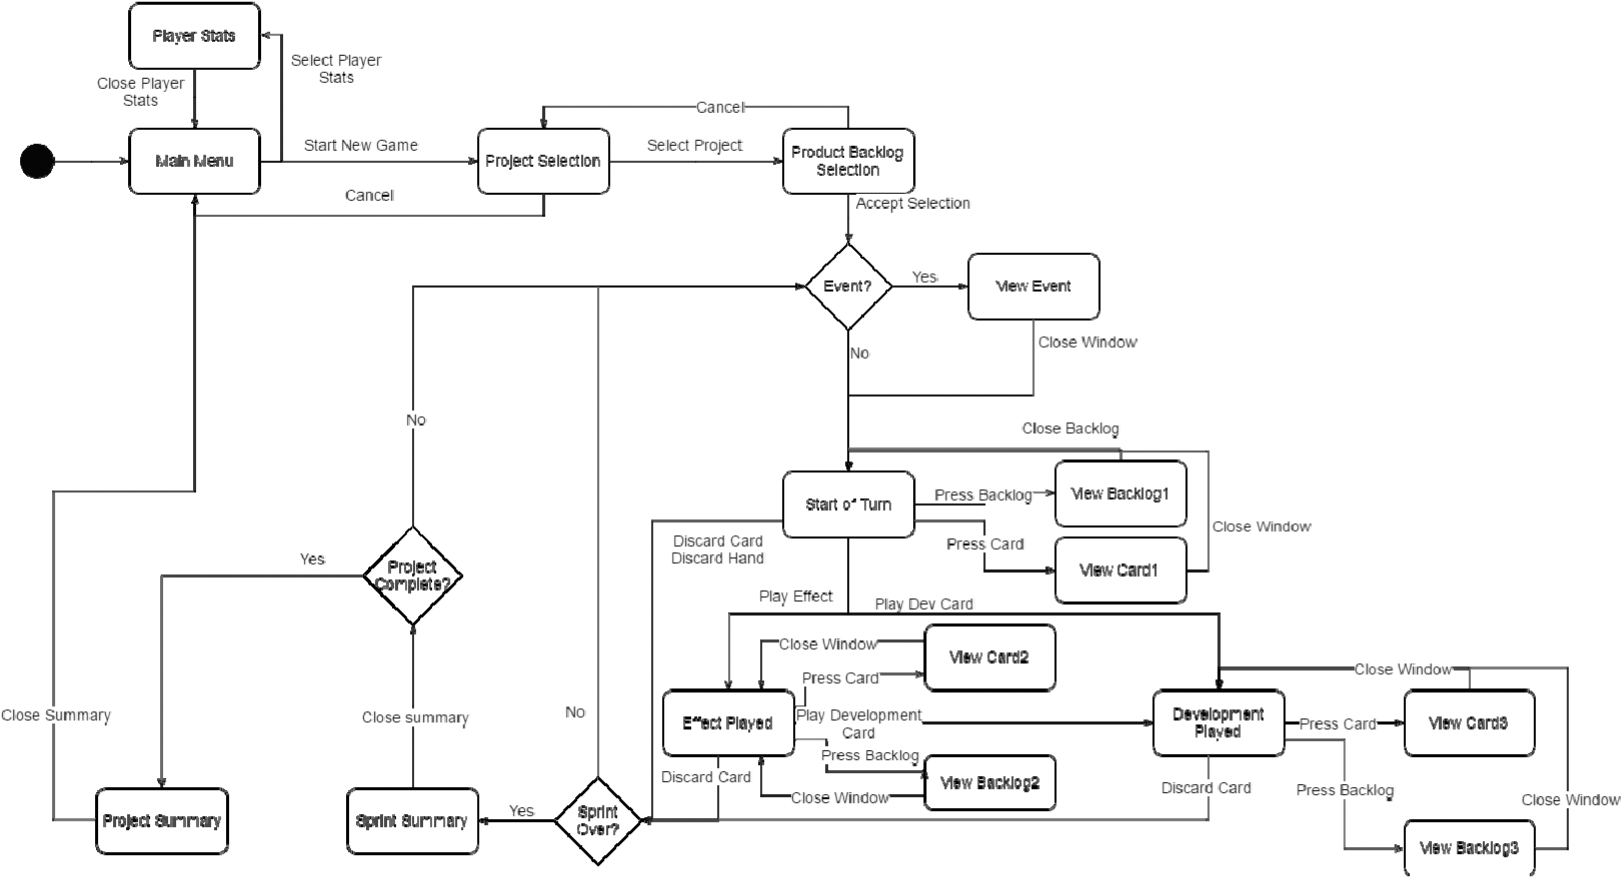 Player Stats
Select Player
Stats
Close Player
Stats
Cancel
Main Menu
Start New Game
Project Selection
Select Project
Product Backlog
Selection
Cancel
Accept Selection
Event?
Yes
View Event
No
Close Window
No
Close Backlog
Start of Turn
Press Backlog
View Backlog1
Close Window
Discard Card
Discard Hand
Press Card
View Card1
Yes
Project
Complete?
Play Effect
Play Dev Card
Close Window
View Card2
Press Card
Close Window
Close Summary
Close summary
No
Effect Played
Play Development
Card
Development
Played
Press Card
View Card3
Press Backlog
Discard Card
View Backlog2
Close Window
Discard Card
Press Backlog
Close Window
Project Summary
Sprint Summary
Yes
Sprint
Over?
View Backlog3